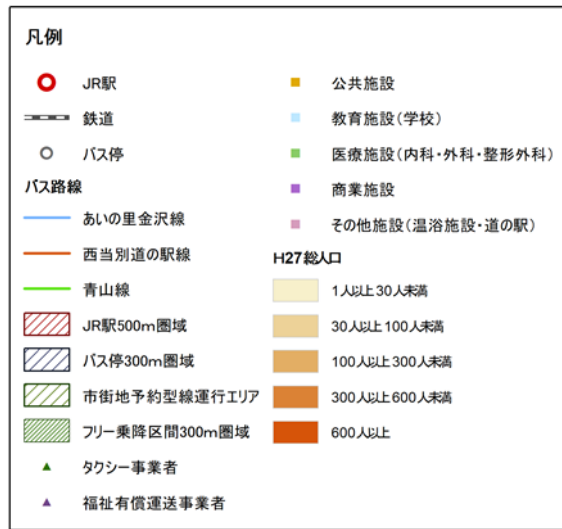 凡例
JR駅
鉄道
バス停
バス路線
あいの里金沢線
西当別道の駅線
青山線
JR駅500m圏域
バス停300m圏域
市街地予約型線運行エリア
フリー乗降区間300m圏域
タクシー事業者
福祉有償運送事業者
公共施設
教育施設(学校)
医療施設(内科・外科・整形外科)
商業施設
その他施設(温浴施設・道の駅)
H27総人口
1人以上30人未満
30人以上100人未満
100人以上300人未満
300人以上600人未満
600人以上